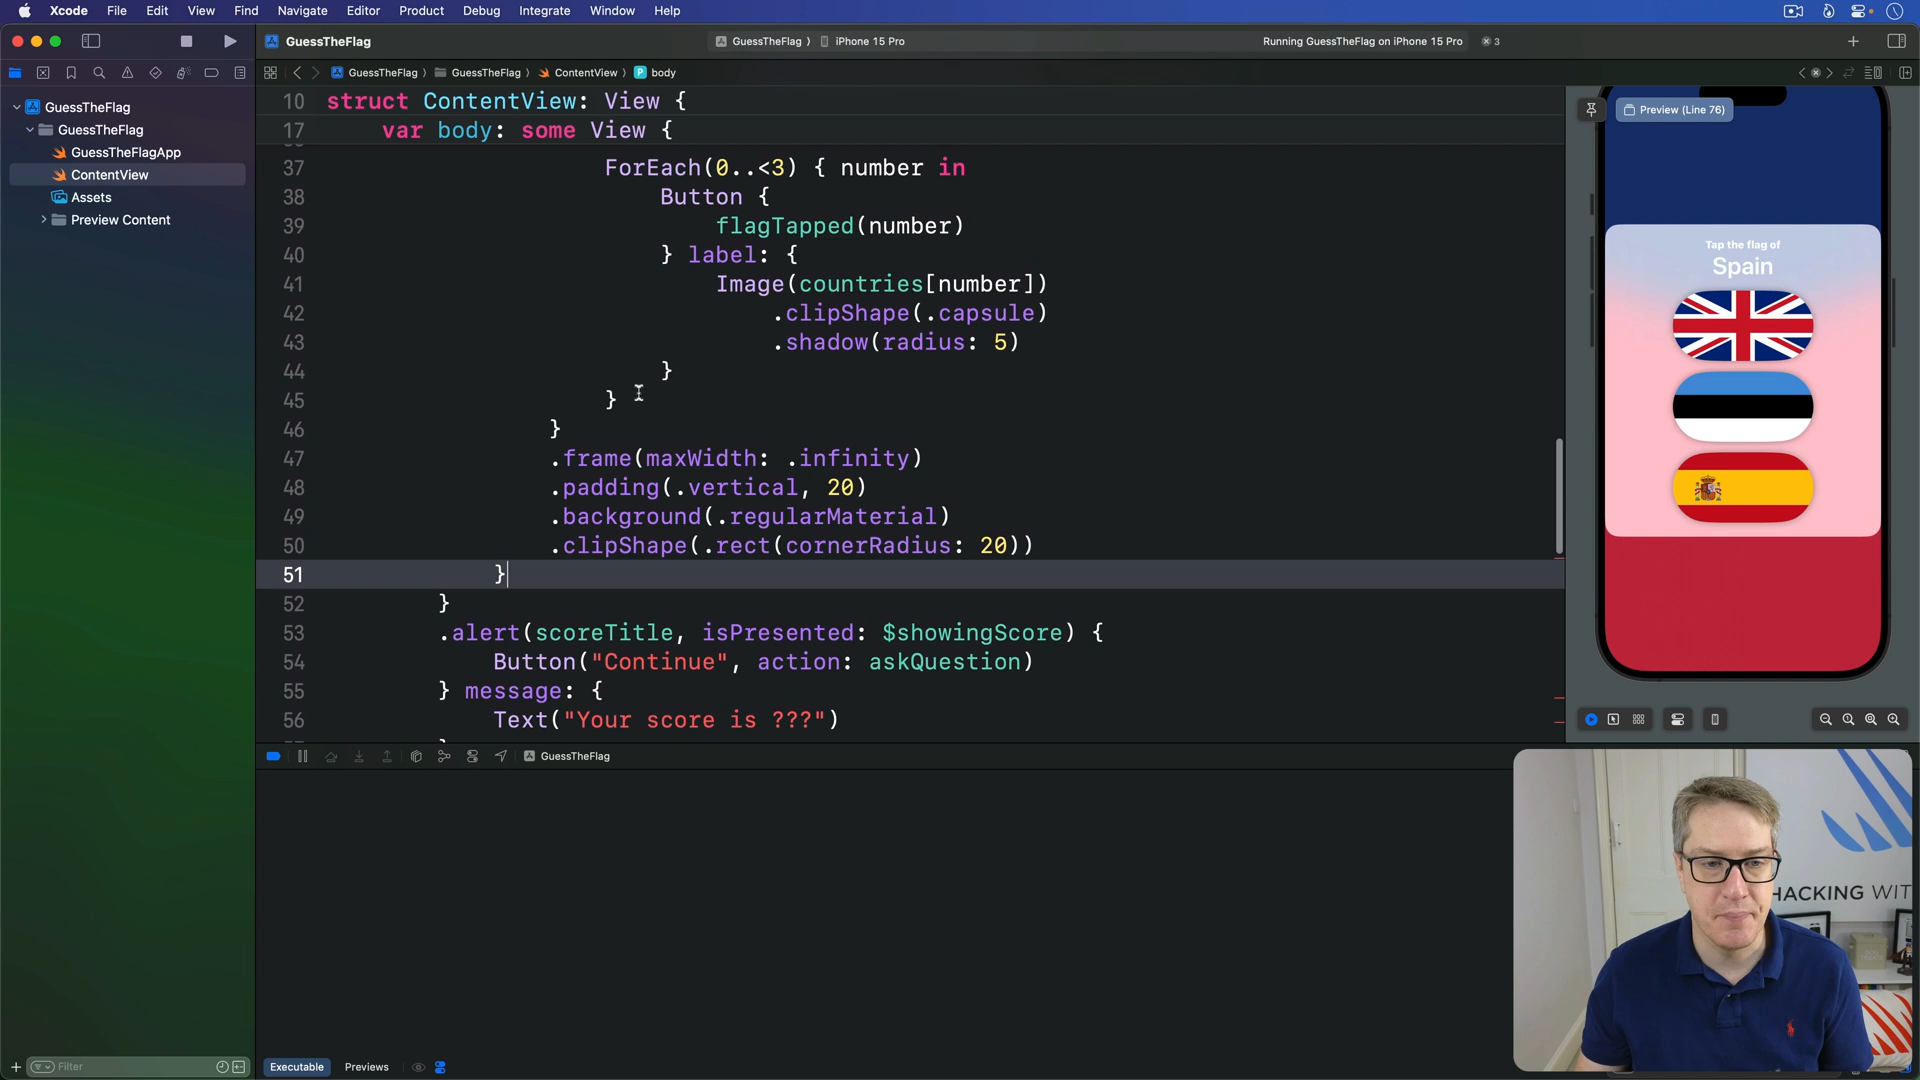 Xcode File Edit View Find Navigate Editor Product Debug Integrate Window Help
GuessTheFlag
GuessTheFlag iPhone 15 Pro
Running GuessTheFlag on iPhone 15 Pro
3
GuessTheFlag GuessTheFlag ContentView P body
GuessTheFlag
GuessTheFlag
GuessTheFlagApp
ContentView
Assets
Preview Content
10 struct ContentView: View {
17 var body: some View {
37 ForEach(0..<3) { number in
38 Button {
39 flagTapped(number)
40 } label: {
41 Image(countries[number])
42 .clipShape(.capsule)
43 .shadow(radius: 5)
44 }
45 }
46 }
47 .frame(maxWidth: .infinity)
48 .padding(.vertical, 20)
49 .background(.regularMaterial)
50 .clipShape(.rect(cornerRadius: 20))
51 }
52 }
53 .alert(scoreTitle, isPresented: $showingScore) {
54 Button("Continue", action: askQuestion)
55 } message: {
56 Text("Your score is ???")
Preview (Line 76)
Tap the flag of
Spain
GuessTheFlag
HACKING WIT
Filter
Executable Previews